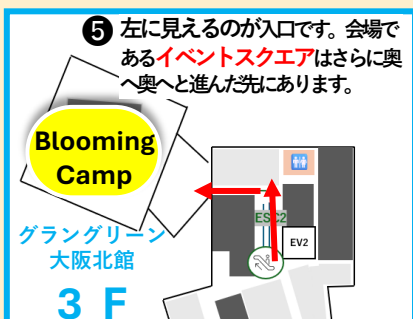 ❺ 左に見えるのが入口です。会場で
あるイベントスクエアはさらに奥
へ奥へと進んだ先にあります。
Blooming
Camp
ESC2
EV2
グラングリーン
大阪北館
３Ｆ